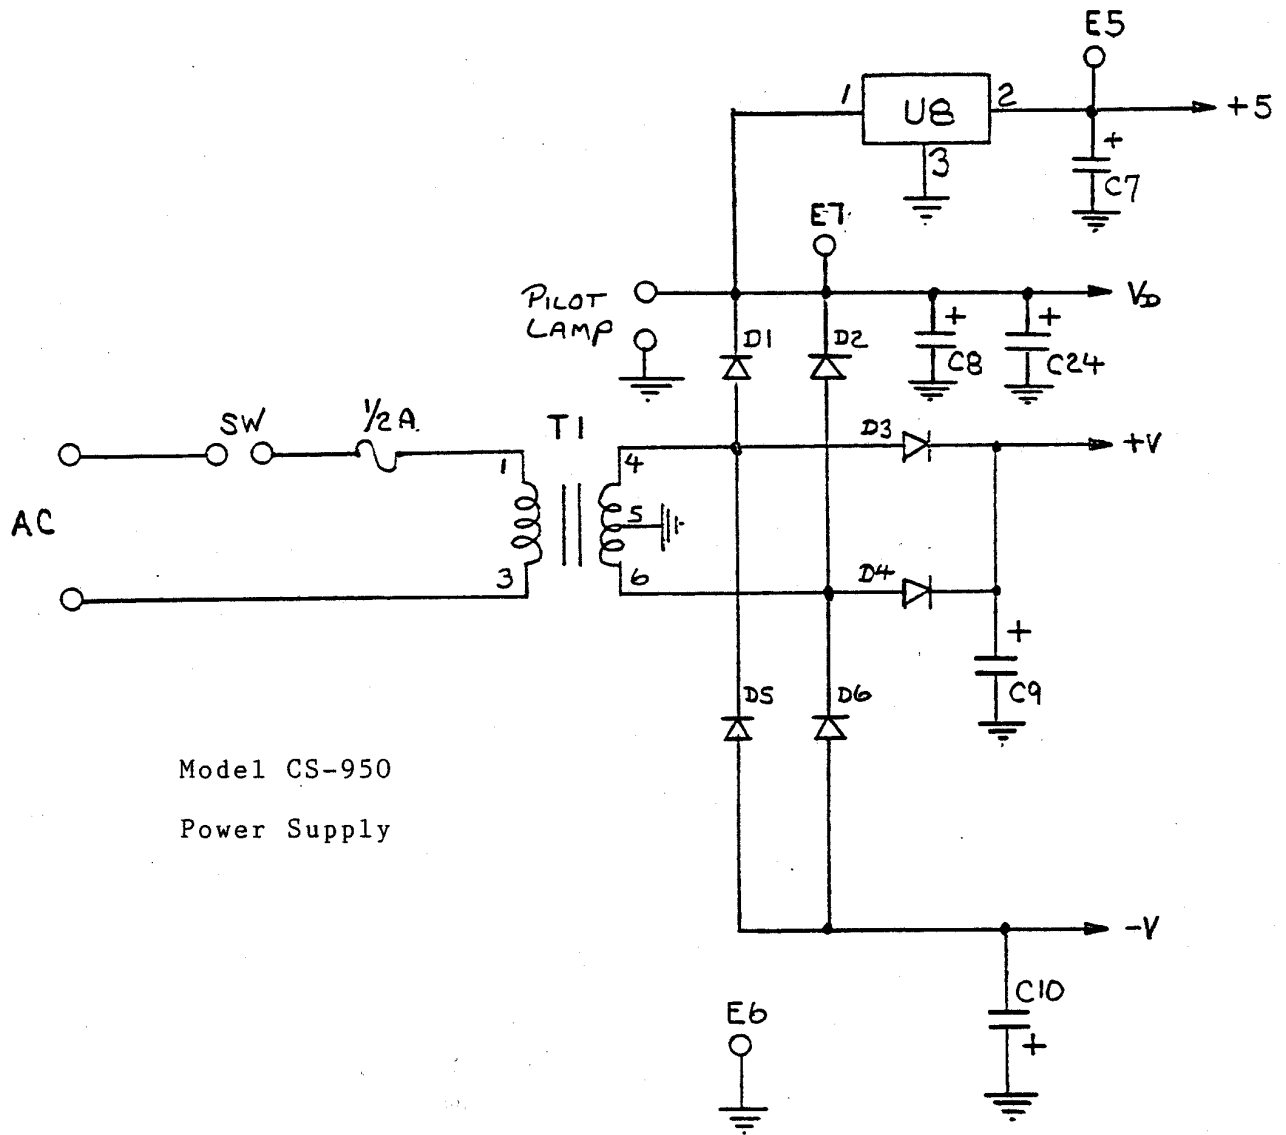 E5
1
U8
2
+5
3
+
C7
E7
PILOT
LAMP
VD
D1
D2
+
C8
+
C24
SW
1/2 A.
T1
D3
+V
AC
1
4
5
3
6
D4
+
C9
D5
D6
Model CS-950
Power Supply
-V
C10
+
E6